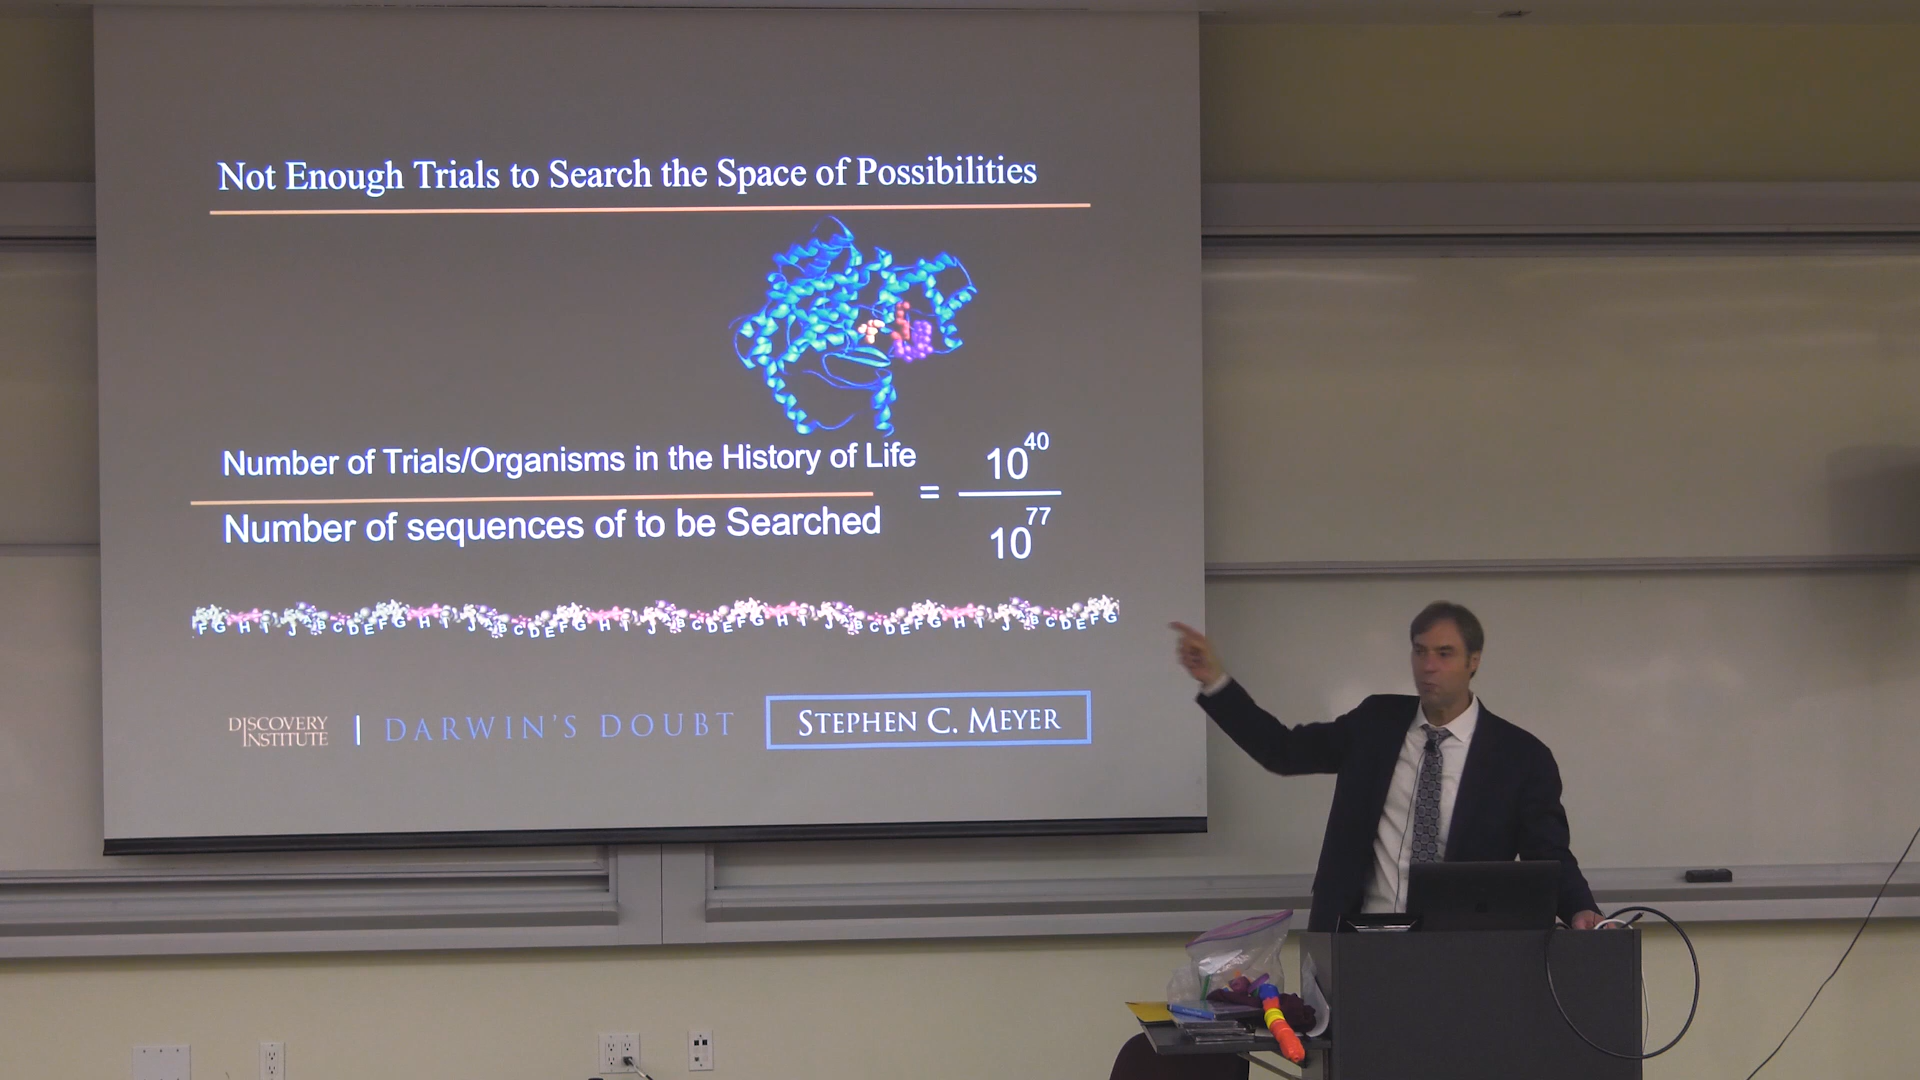 Not Enough Trials to Search the Space of Possibilities
Number of Trials/Organisms in the History of Life
Number of sequences of to be Searched
=
10^40
10^77
F G H I J A B C D E F G H I J A B C D E F G H I J A B C D E F G H I J A B C D E F G H I J A B C D E F G
DISCOVERY
INSTITUTE
DARWIN'S DOUBT
STEPHEN C. MEYER